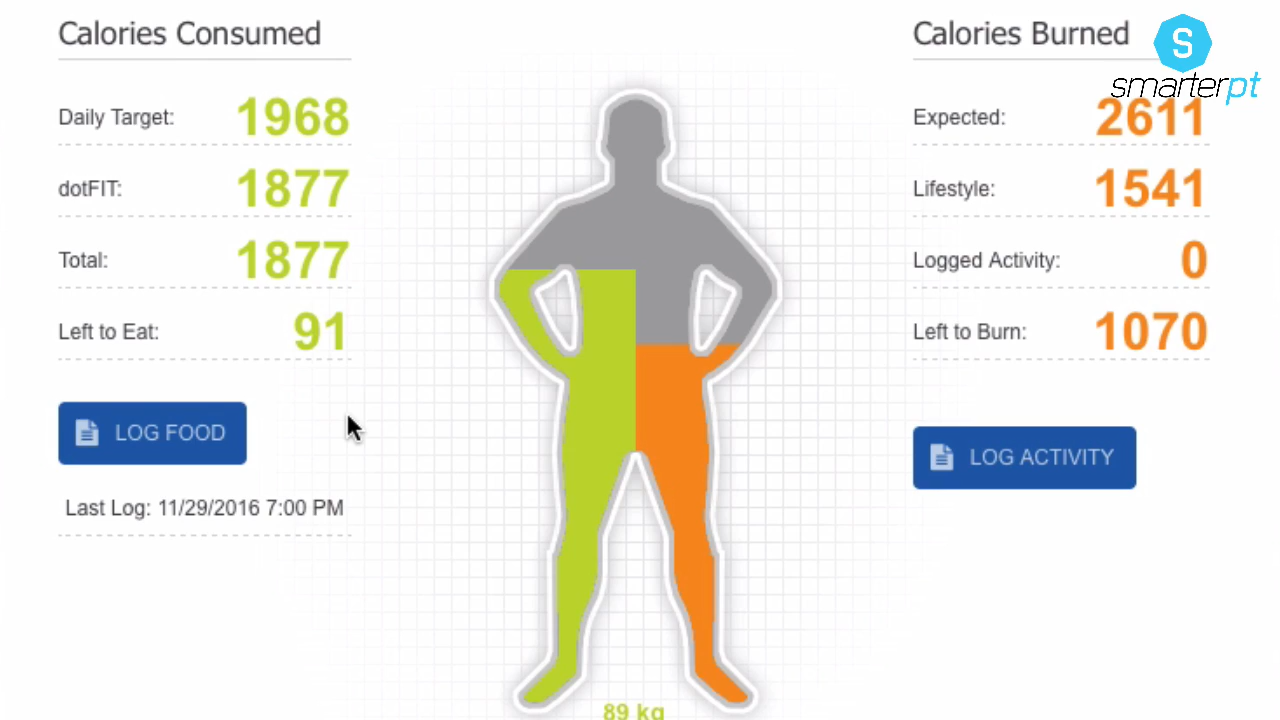 Calories Consumed
Daily Target: 1968
dotFIT: 1877
Total: 1877
Left to Eat: 91
LOG FOOD
Last Log: 11/29/2016 7:00 PM
89 kg
Calories Burned
S
smarterpt
Expected: 2611
Lifestyle: 1541
Logged Activity: 0
Left to Burn: 1070
LOG ACTIVITY